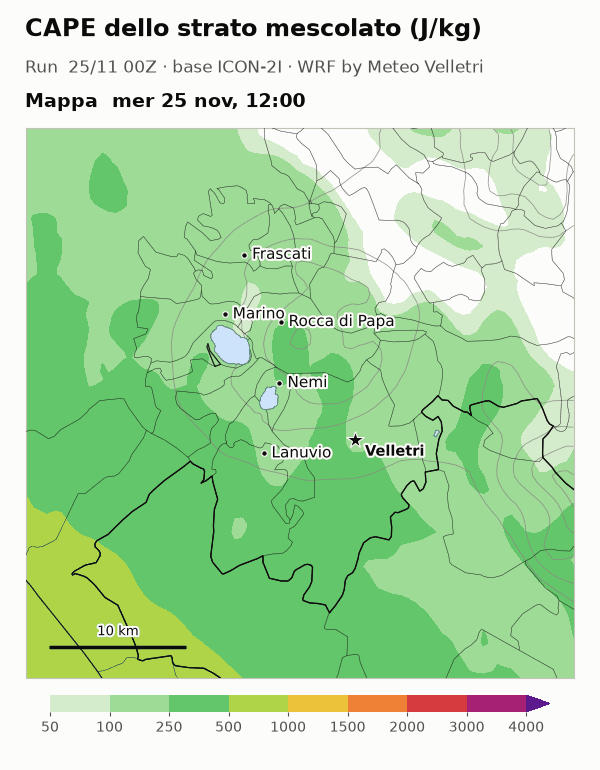 CAPE dello strato mescolato (J/kg)
Run  25/11 00Z · base ICON-2I · WRF by Meteo Velletri
Mappa  mer 25 nov, 12:00
Frascati
Marino
Rocca di Papa
Nemi
Velletri
Lanuvio
10 km
50 100 250 500 1000 1500 2000 3000 4000